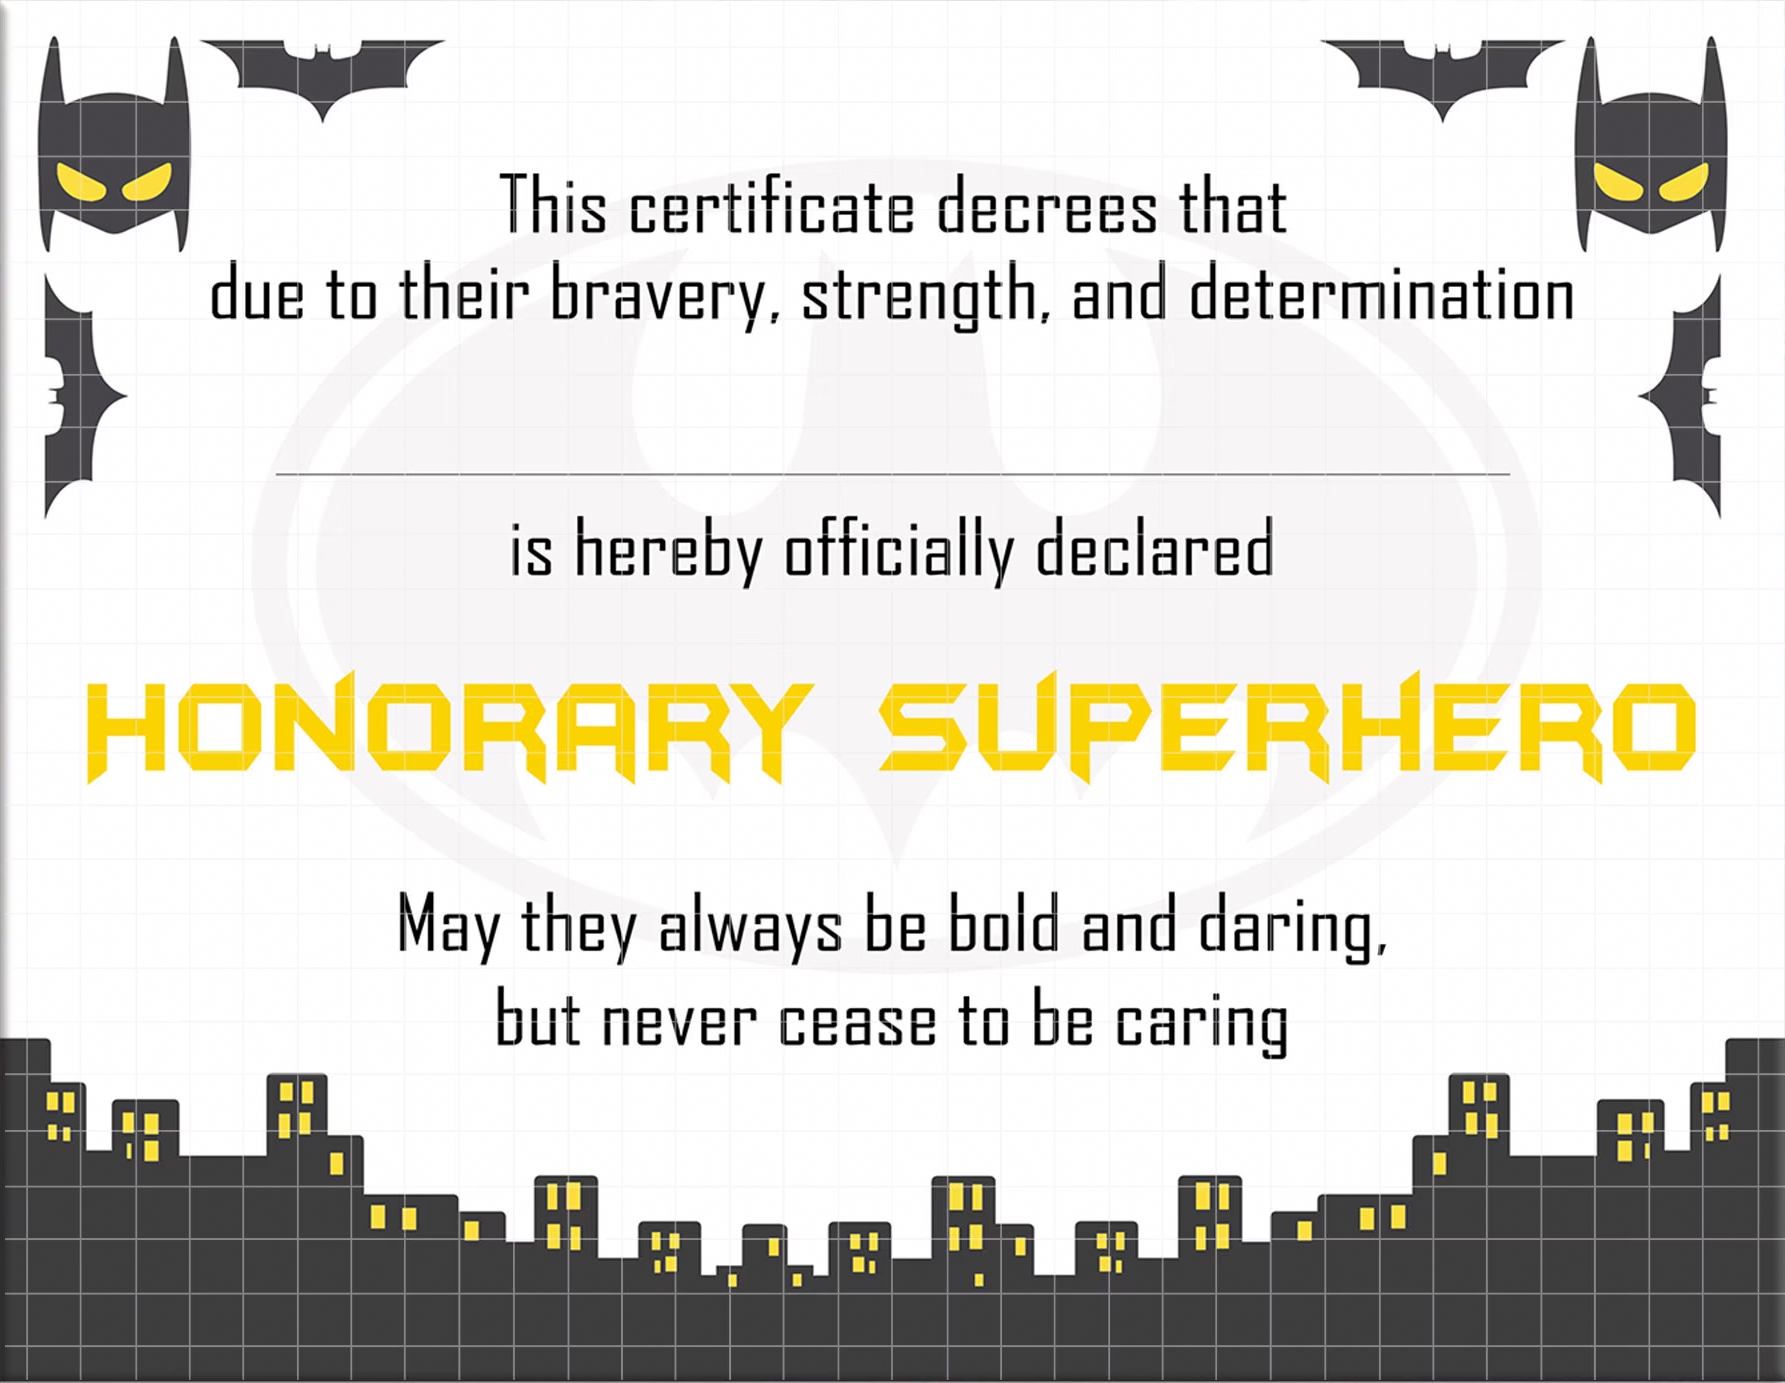 This certificate decrees that
due to their bravery, strength, and determination
is hereby officially declared
HONORARY SUPERHERO
May they always be bold and daring,
but never cease to be caring